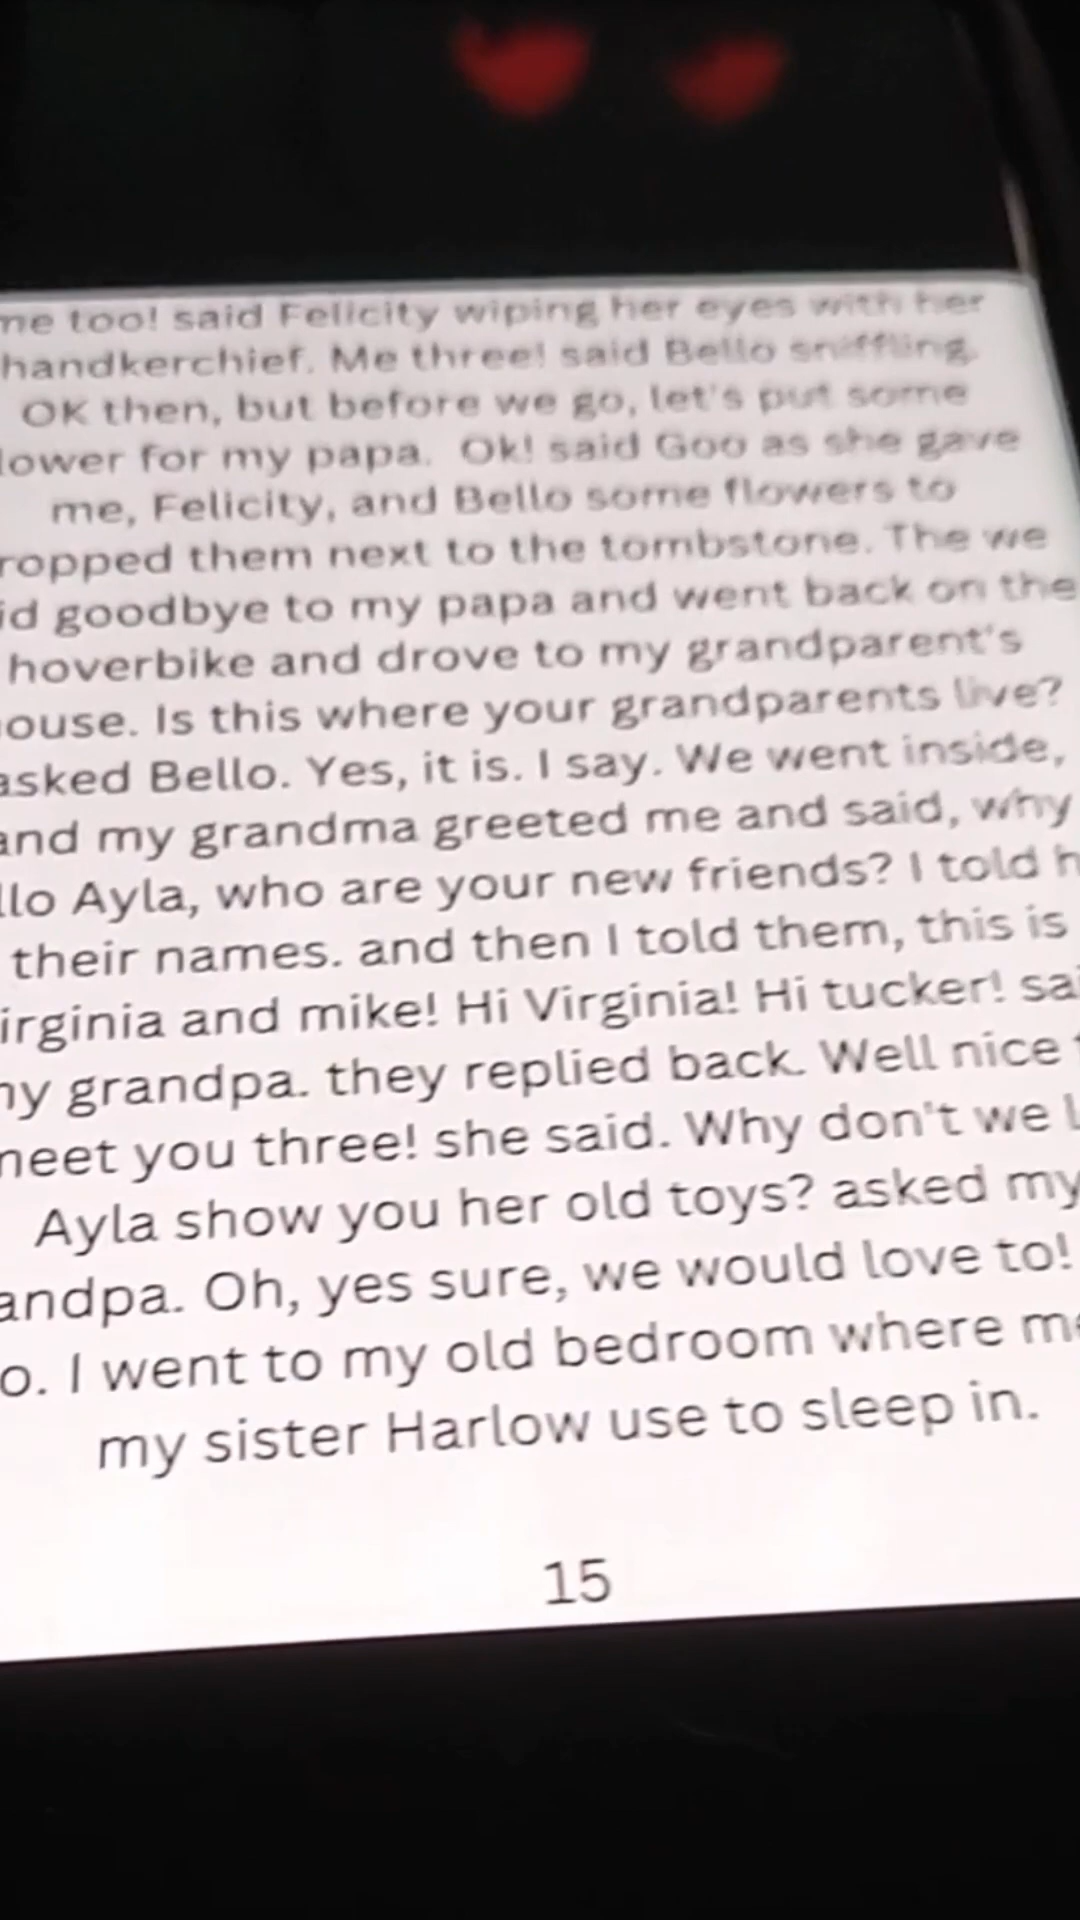 me too! said Felicity wiping her eyes with her
handkerchief. Me three! said Bello sniffling.
OK then, but before we go, let's put some
lower for my papa. Ok! said Goo as she gave
me, Felicity, and Bello some flowers to
ropped them next to the tombstone. The we
id goodbye to my papa and went back on the
hoverbike and drove to my grandparent's
ouse. Is this where your grandparents live?
asked Bello. Yes, it is. I say. We went inside,
and my grandma greeted me and said, why
llo Ayla, who are your new friends? I told h
their names. and then I told them, this is
irginia and mike! Hi Virginia! Hi tucker! sai
my grandpa. they replied back. Well nice t
meet you three! she said. Why don't we l
Ayla show you her old toys? asked my
andpa. Oh, yes sure, we would love to!
o. I went to my old bedroom where me
my sister Harlow use to sleep in.
15